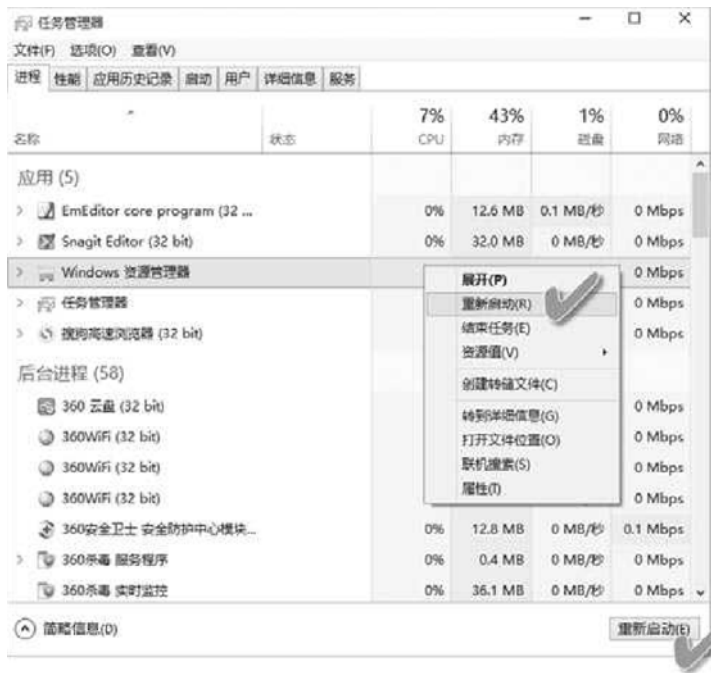 任务管理器
文件(F) 选项(O) 查看(V)
进程 性能 应用历史记录 启动 用户 详细信息 服务
7% 43% 1% 0%
名称 状态 CPU 内存 磁盘 网络
应用 (5)
EmEditor core program (32 ... 0% 12.6 MB 0.1 MB/秒 0 Mbps
Snagit Editor (32 bit) 0% 32.0 MB 0 MB/秒 0 Mbps
Windows 资源管理器 0 Mbps
展开(P)
任务管理器 0 Mbps
重新启动(R)
搜狗高速浏览器 (32 bit) 0 Mbps
结束任务(E)
资源值(V)
后台进程 (58)
创建转储文件(C)
360 云盘 (32 bit) 0 Mbps
转到详细信息(G)
360WiFi (32 bit) 0 Mbps
打开文件位置(O)
360WiFi (32 bit) 0 Mbps
联机搜索(S)
360WiFi (32 bit) 0 Mbps
属性(I)
360安全卫士 安全防护中心模块... 0% 12.8 MB 0 MB/秒 0.1 Mbps
360杀毒 服务程序 0% 0.4 MB 0 MB/秒 0 Mbps
360杀毒 实时监控 0% 36.1 MB 0 MB/秒 0 Mbps
简略信息(D) 重新启动(E)